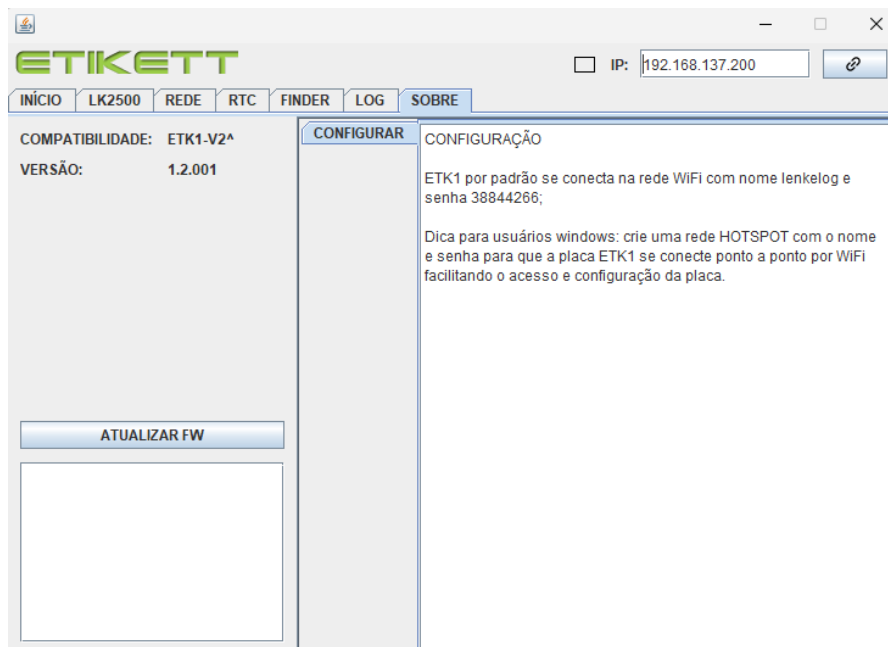 ETIKETT
IP: 192.168.137.200
INÍCIO LK2500 REDE RTC FINDER LOG SOBRE
COMPATIBILIDADE: ETK1-V2^
VERSÃO: 1.2.001
ATUALIZAR FW
CONFIGURAR
CONFIGURAÇÃO
ETK1 por padrão se conecta na rede WiFi com nome lenkelog e
senha 38844266;
Dica para usuários windows: crie uma rede HOTSPOT com o nome
e senha para que a placa ETK1 se conecte ponto a ponto por WiFi
facilitando o acesso e configuração da placa.